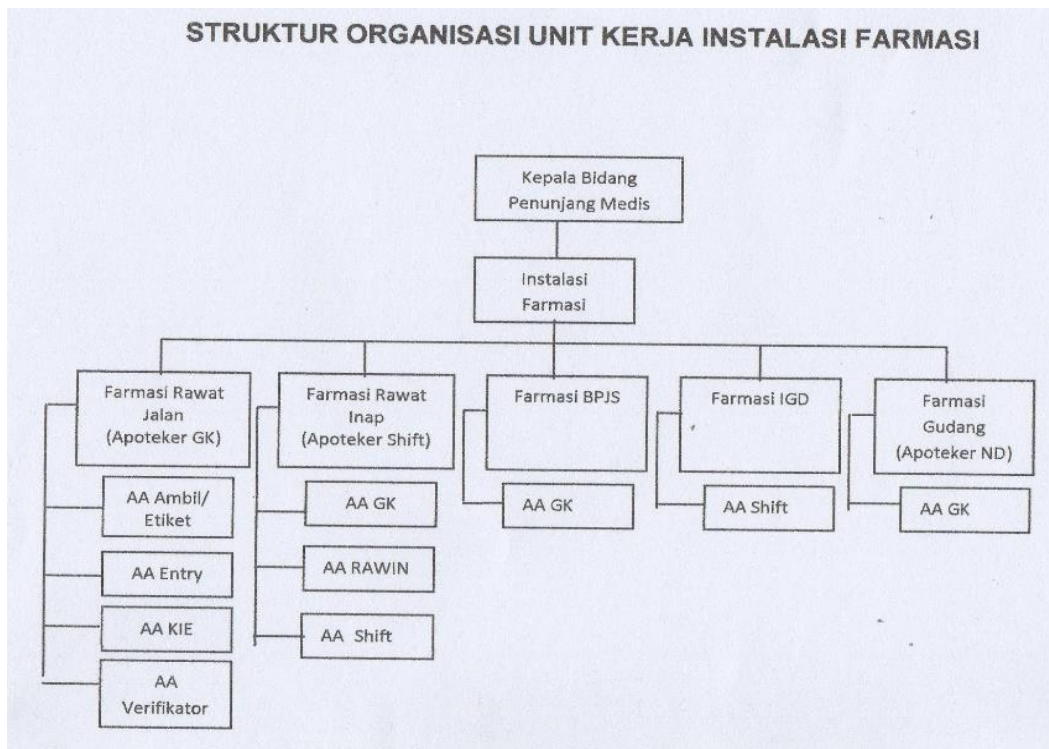 STRUKTUR ORGANISASI UNIT KERJA INSTALASI FARMASI
Kepala Bidang
Penunjang Medis
Instalasi
Farmasi
Farmasi Rawat
Jalan
(Apoteker GK)
AA Ambil/
Etiket
AA Entry
AA KIE
AA
Verifikator
Farmasi Rawat
Inap
(Apoteker Shift)
AA GK
AA RAWIN
AA Shift
Farmasi BPJS
AA GK
Farmasi IGD
AA Shift
Farmasi
Gudang
(Apoteker ND)
AA GK